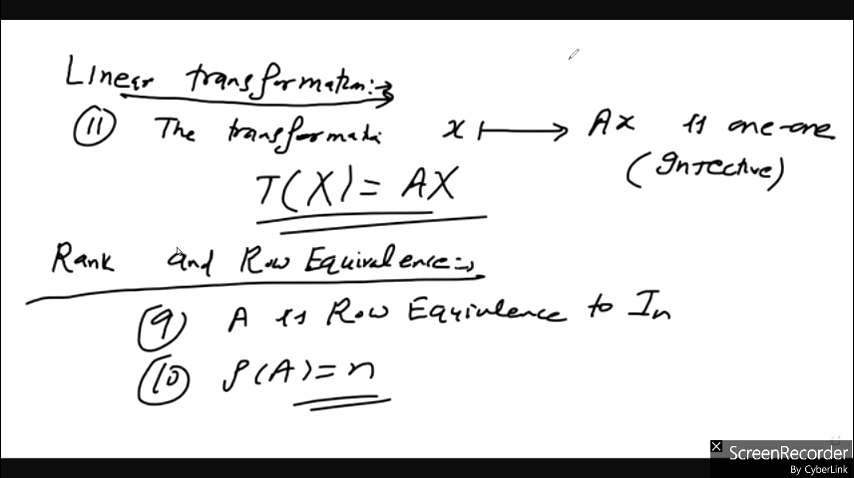 Linear transformation:→
(11) The transformati x ↦ Ax is one-one
(Injective)
T(X) = AX
Rank and Row Equivalence:→
(9) A is Row Equivalence to In
(10) ρ(A) = n
ScreenRecorder
By CyberLink